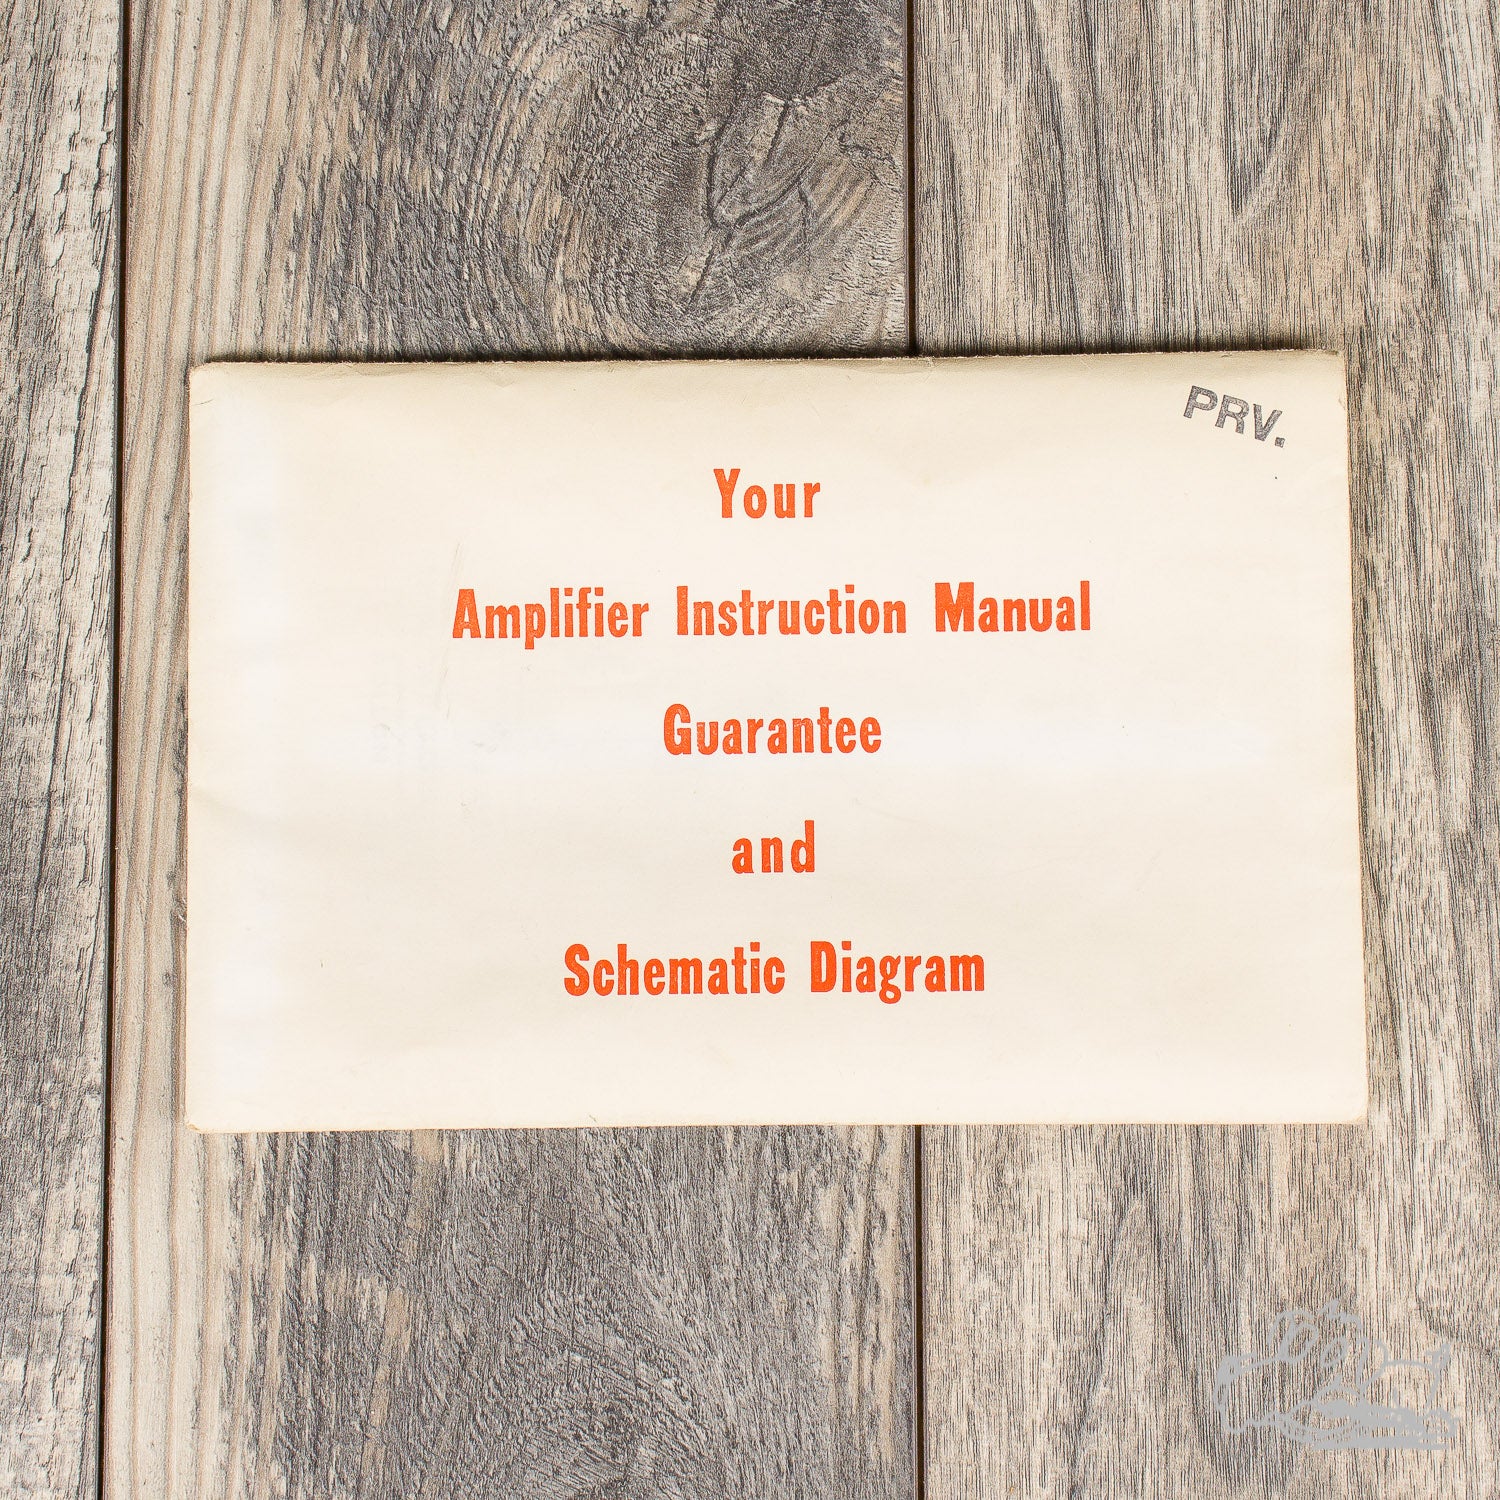 PRV.
Your
Amplifier Instruction Manual
Guarantee
and
Schematic Diagram